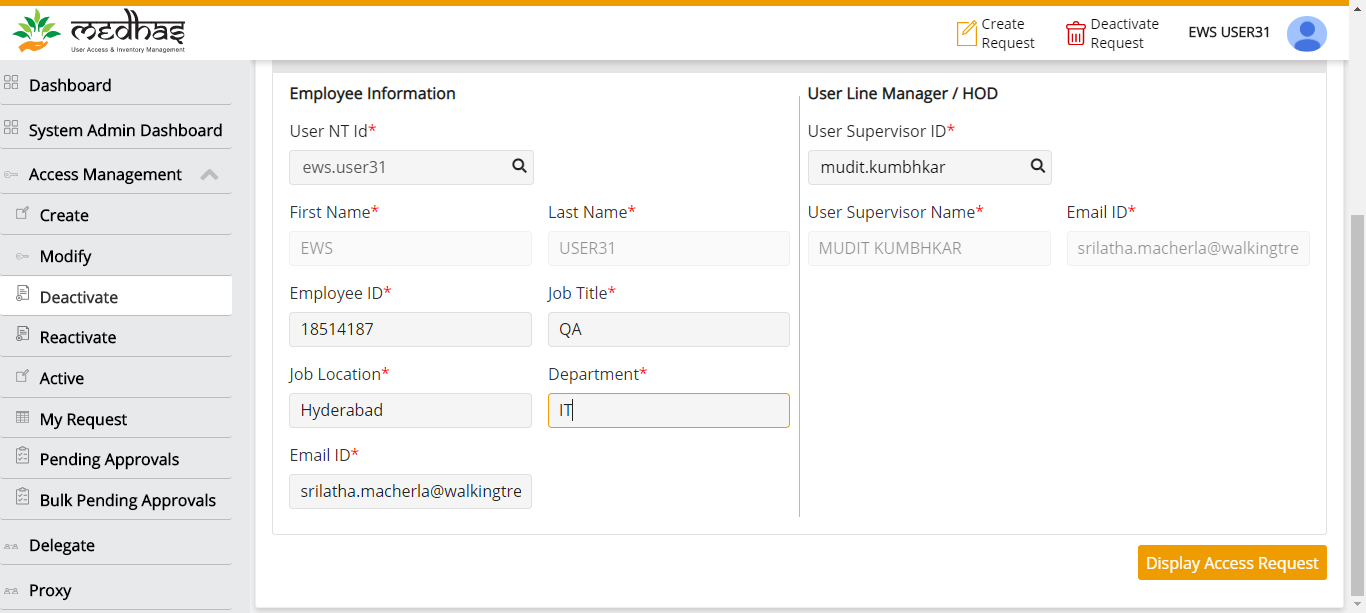 medhas
User Access & Inventory Management
Create
Request
Deactivate
Request
EWS USER31
Dashboard
System Admin Dashboard
Access Management
Create
Modify
Deactivate
Reactivate
Active
My Request
Pending Approvals
Bulk Pending Approvals
Delegate
Proxy
Employee Information
User NT Id*
ews.user31
First Name*
Last Name*
EWS
USER31
Employee ID*
Job Title*
18514187
QA
Job Location*
Department*
Hyderabad
IT
Email ID*
srilatha.macherla@walkingtre
User Line Manager / HOD
User Supervisor ID*
mudit.kumbhkar
User Supervisor Name*
Email ID*
MUDIT KUMBHKAR
srilatha.macherla@walkingtre
Display Access Request